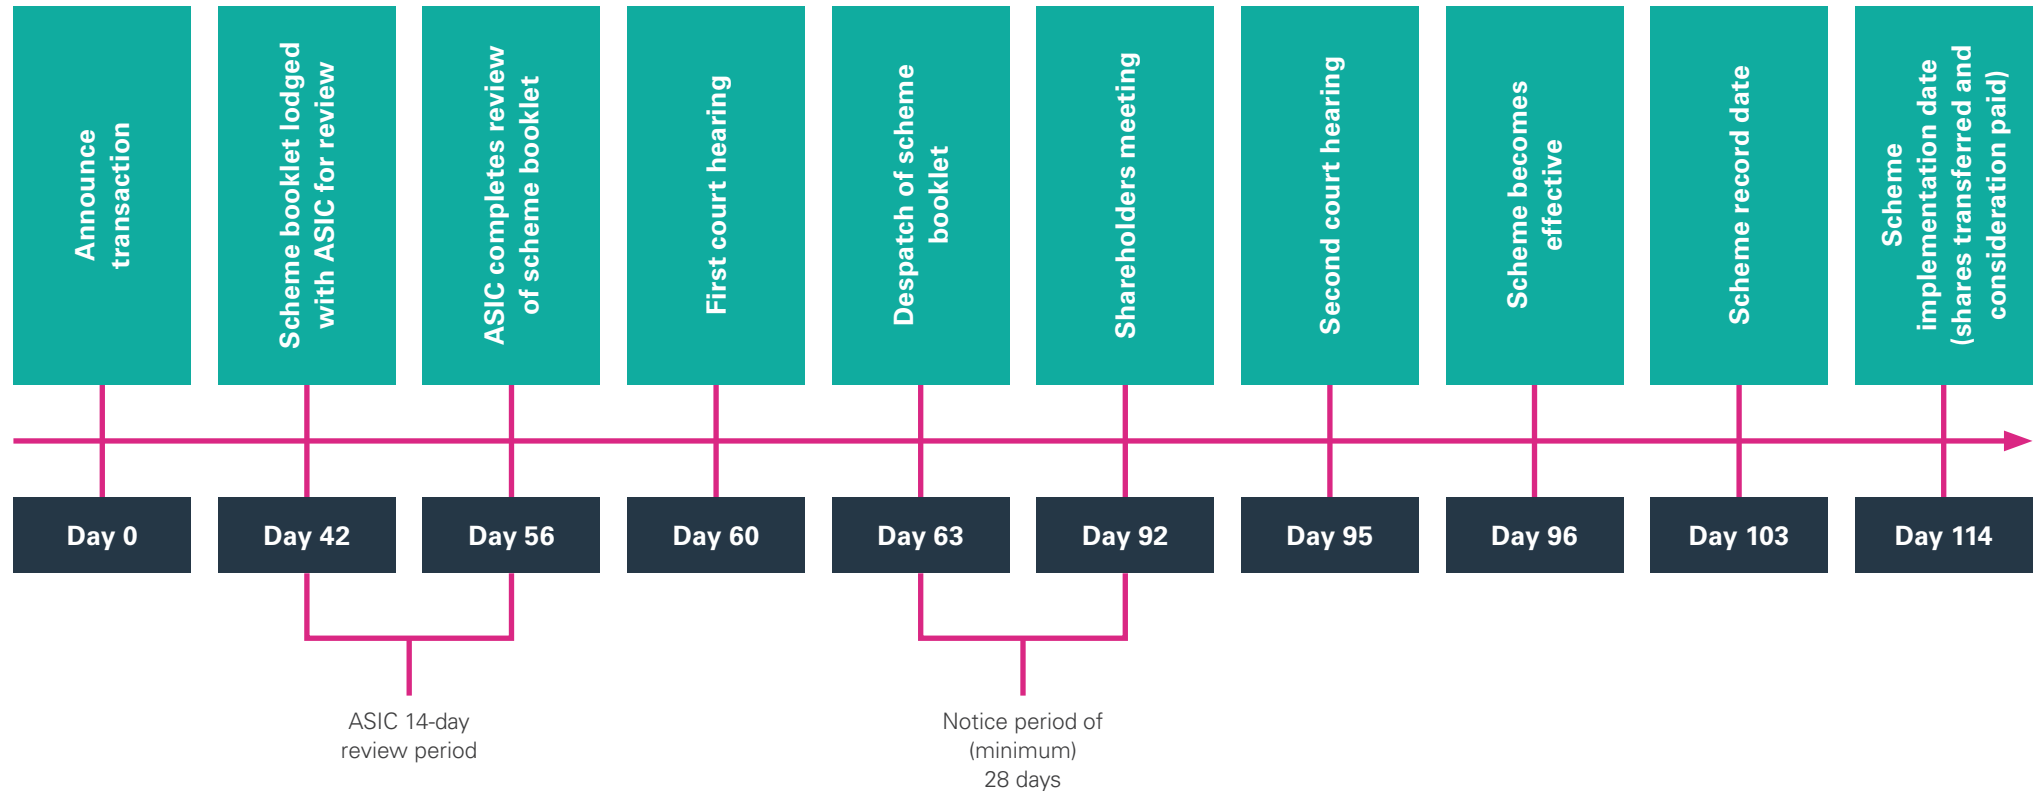 Announce
transaction
Scheme booklet lodged
with ASIC for review
ASIC completes review
of scheme booklet
First court hearing
Despatch of scheme
booklet
Shareholders meeting
Second court hearing
Scheme becomes
effective
Scheme record date
Scheme
implementation date
(shares transferred and
consideration paid)
Day 0
Day 42
Day 56
Day 60
Day 63
Day 92
Day 95
Day 96
Day 103
Day 114
ASIC 14-day
review period
Notice period of
(minimum)
28 days